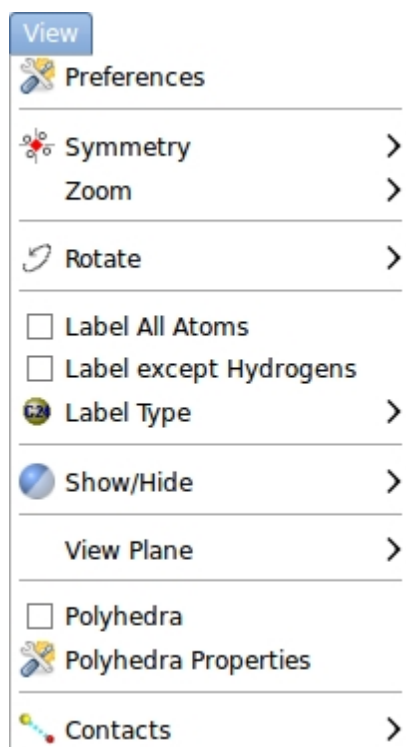 View
Preferences
Symmetry
Zoom
Rotate
Label All Atoms
Label except Hydrogens
C24
Label Type
Show/Hide
View Plane
Polyhedra
Polyhedra Properties
Contacts